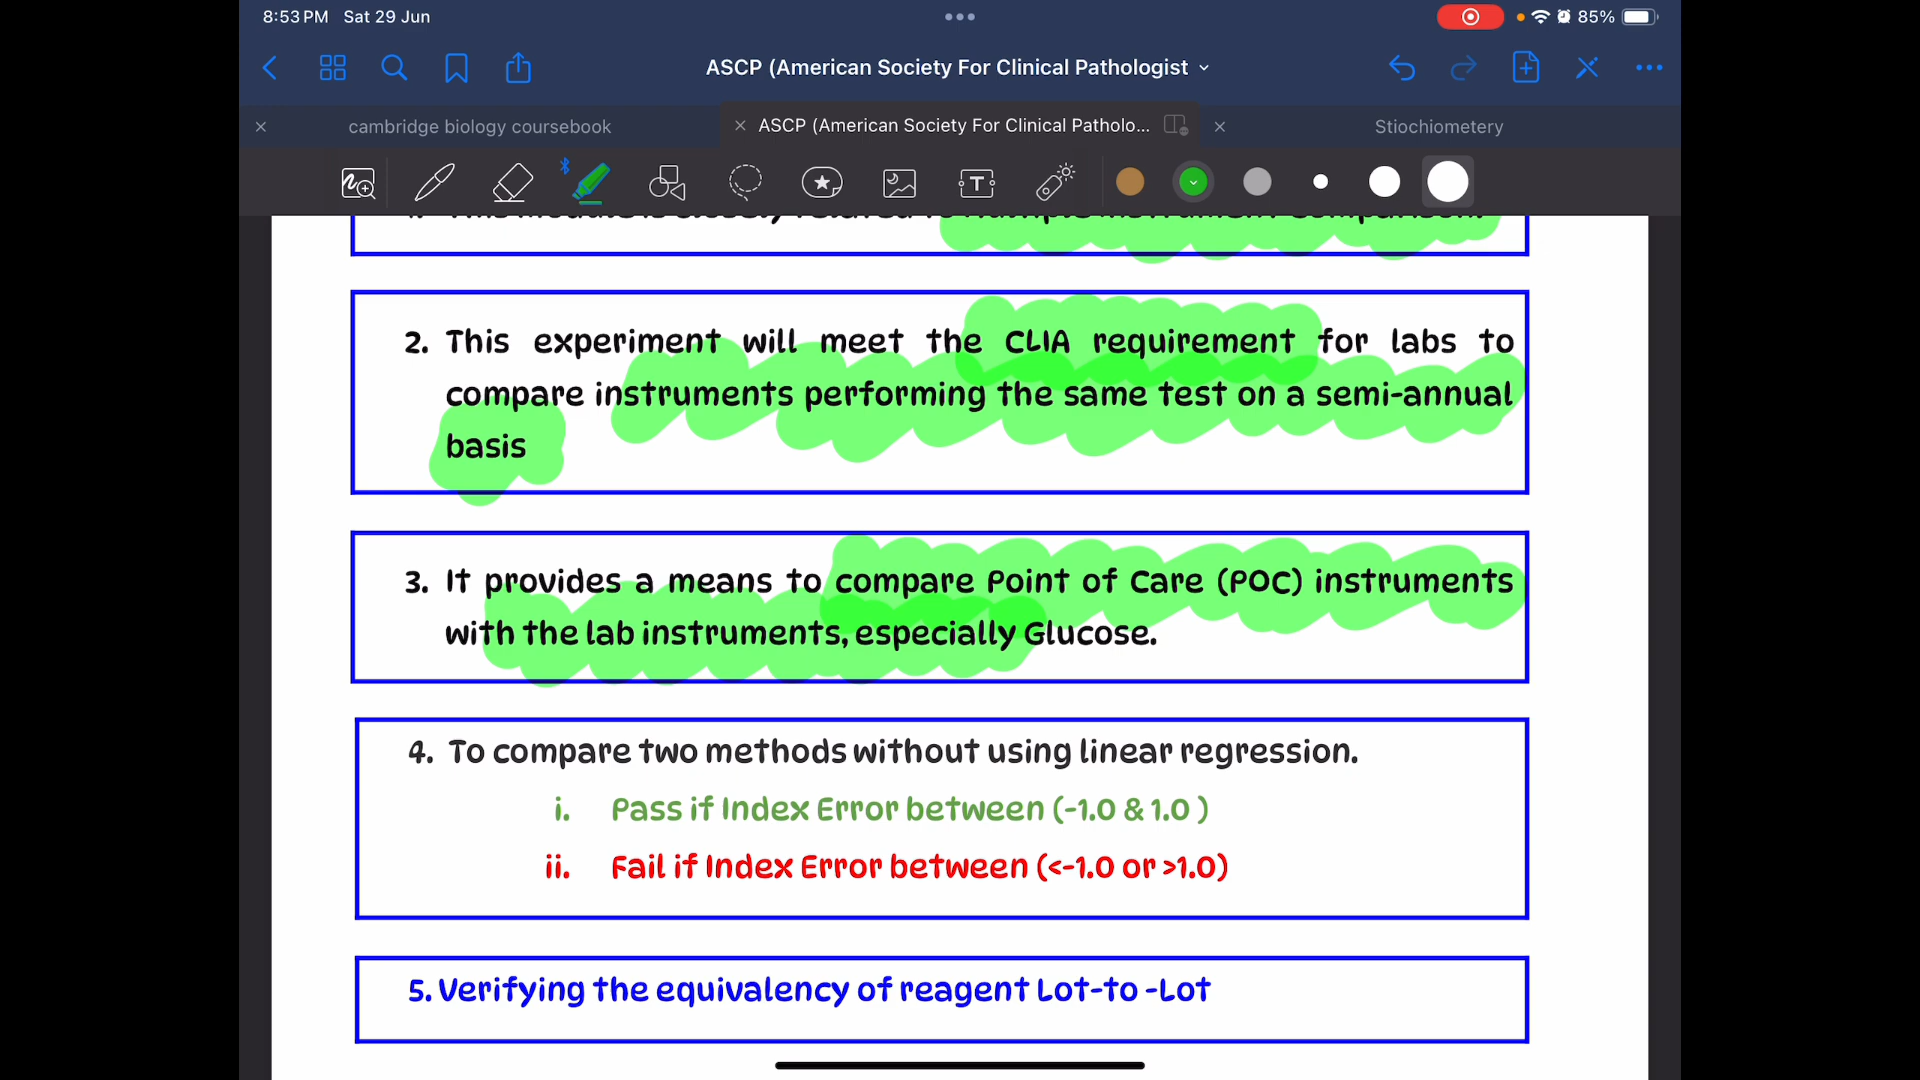 8:53 PM Sat 29 Jun
85%
ASCP (American Society For Clinical Pathologist
cambridge biology coursebook
ASCP (American Society For Clinical Patholo...
Stiochiometery
2. This experiment will meet the CLIA requirement for labs to
compare instruments performing the same test on a semi-annual
basis
3. It provides a means to compare Point of Care (POC) instruments
with the lab instruments, especially Glucose.
4. To compare two methods without using linear regression.
i. Pass if Index Error between (-1.0 & 1.0 )
ii. Fail if Index Error between (<-1.0 or >1.0)
5. Verifying the equivalency of reagent Lot-to -Lot